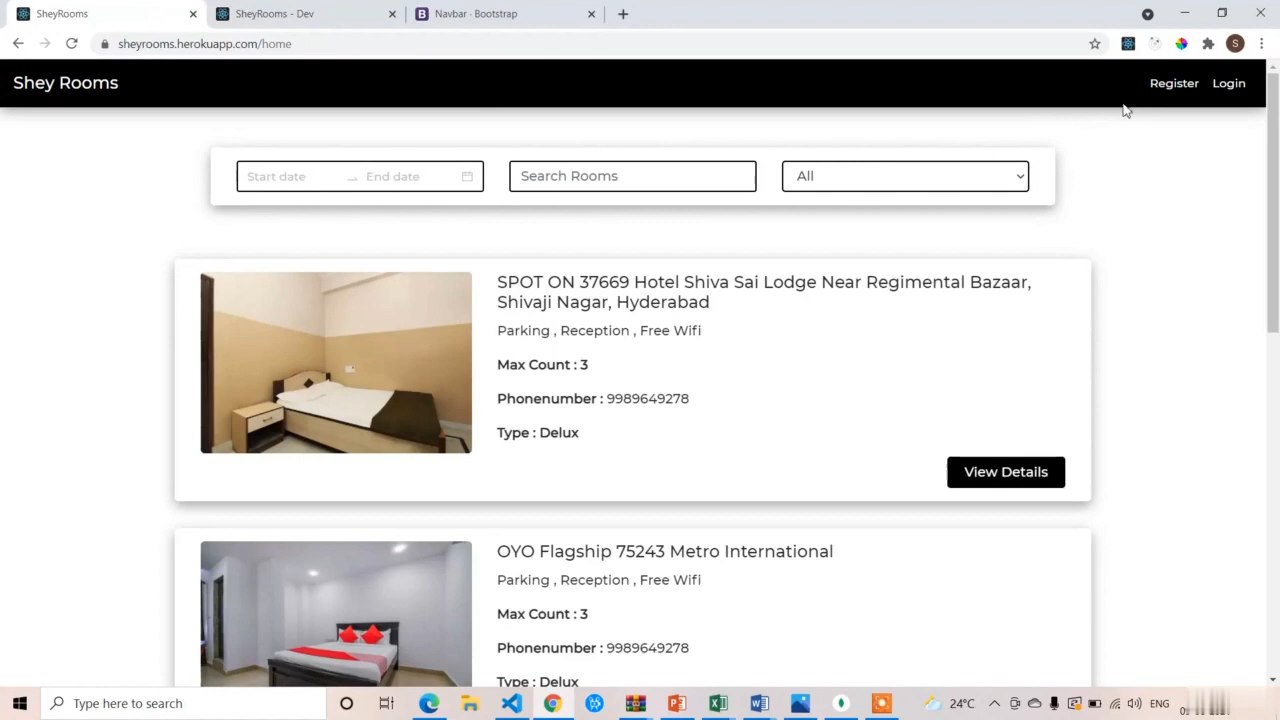 SheyRooms
SheyRooms - Dev
Navbar · Bootstrap
sheyrooms.herokuapp.com/home
S
Shey Rooms
Register
Login
Start date
End date
Search Rooms
All
SPOT ON 37669 Hotel Shiva Sai Lodge Near Regimental Bazaar,
Shivaji Nagar, Hyderabad
Parking , Reception , Free Wifi
Max Count : 3
Phonenumber : 9989649278
Type : Delux
View Details
OYO Flagship 75243 Metro International
Parking , Reception , Free Wifi
Max Count : 3
Phonenumber : 9989649278
Type : Delux
Type here to search
24°C
ENG